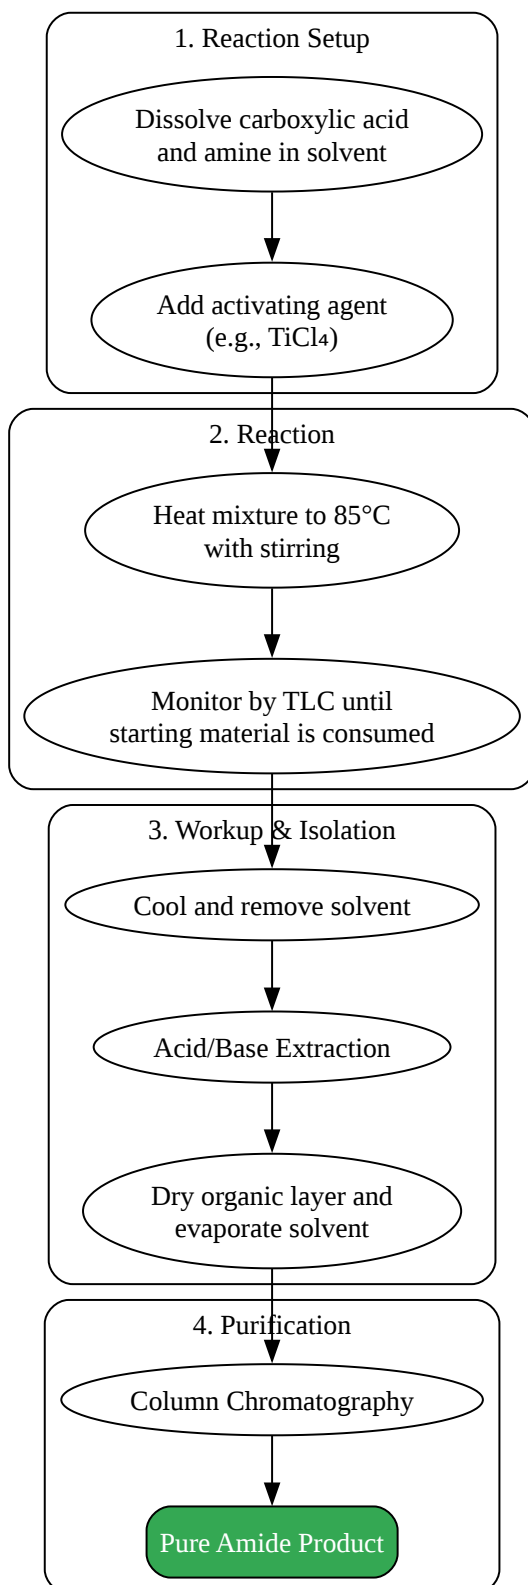 1. Reaction Setup
Dissolve carboxylic acid
and amine in solvent
Add activating agent
(e.g., TiCl₄)
2. Reaction
Heat mixture to 85°C
with stirring
Monitor by TLC until
starting material is consumed
3. Workup & Isolation
Cool and remove solvent
Acid/Base Extraction
Dry organic layer and
evaporate solvent
4. Purification
Column Chromatography
Pure Amide Product